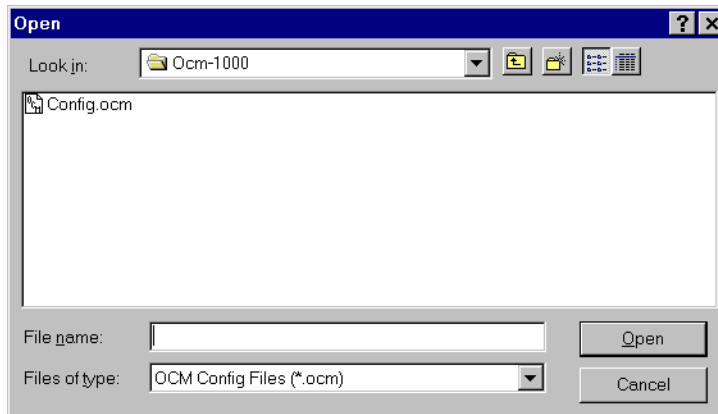 Open
Look in: Ocm-1000
Config.ocm
File name: Open
Files of type: OCM Config Files (*.ocm) Cancel